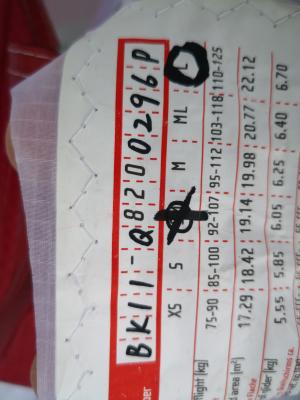 BK11-Q8200296P
XS S M ML L
75-90 85-100 92-107 95-112 103-118 110-125
17.29 18.42 19.14 19.98 20.77 22.12
5.55 5.85 6.05 6.25 6.40 6.70